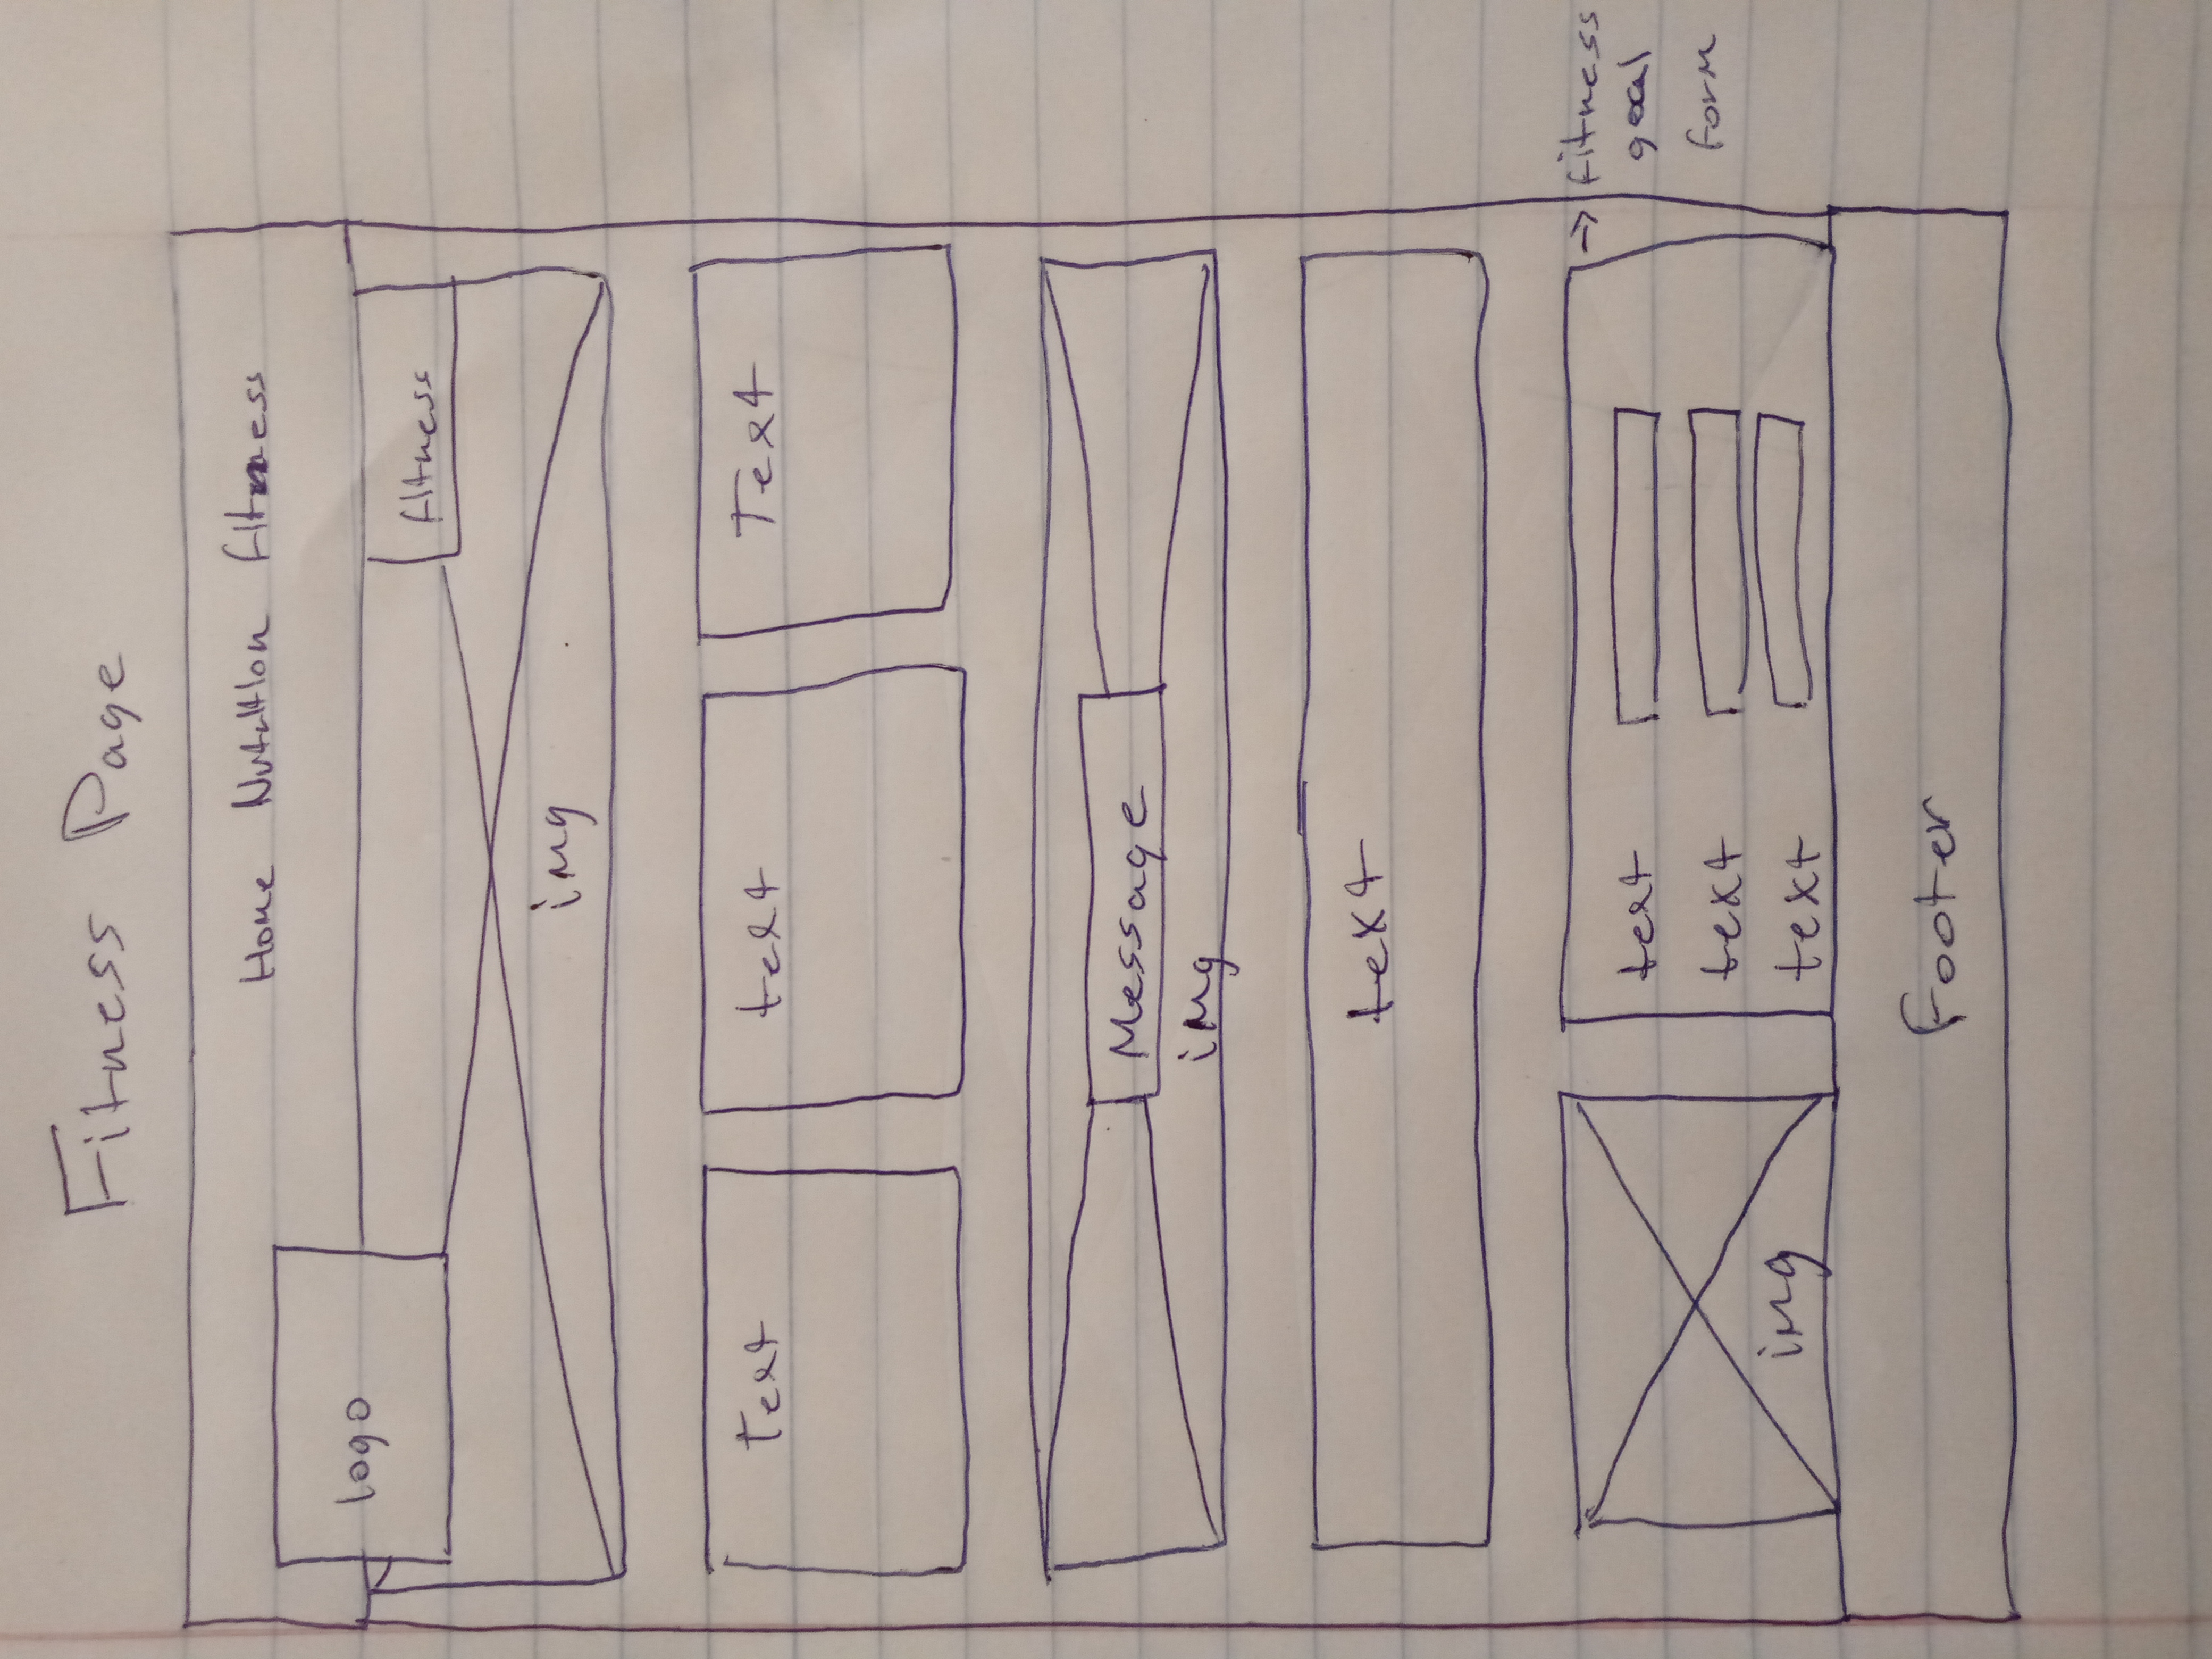 Fitness Page
Home Nutrition Fitness
logo
fitness
img
Text text Text
Message
img
text
text
text
text
img
→ fitness
goal
form
Footer